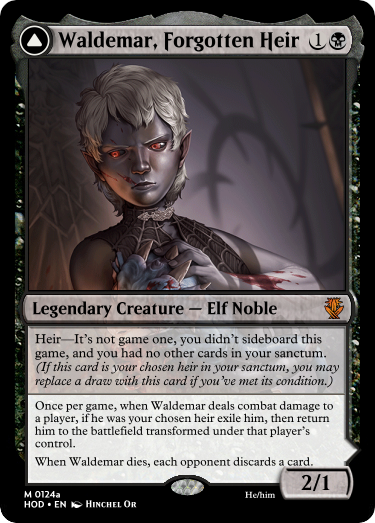 Waldemar, Forgotten Heir 1
Legendary Creature — Elf Noble
Heir—It's not game one, you didn't sideboard this
game, and you had no other cards in your sanctum.
(If this card is your chosen heir in your sanctum, you may
replace a draw with this card if you've met its condition.)
Once per game, when Waldemar deals combat damage to
a player, if he was your chosen heir exile him, then return
him to the battlefield transformed under that player's
control.
When Waldemar dies, each opponent discards a card.
2/1
M 0124a
HOD • EN Hinchel Or
He/him